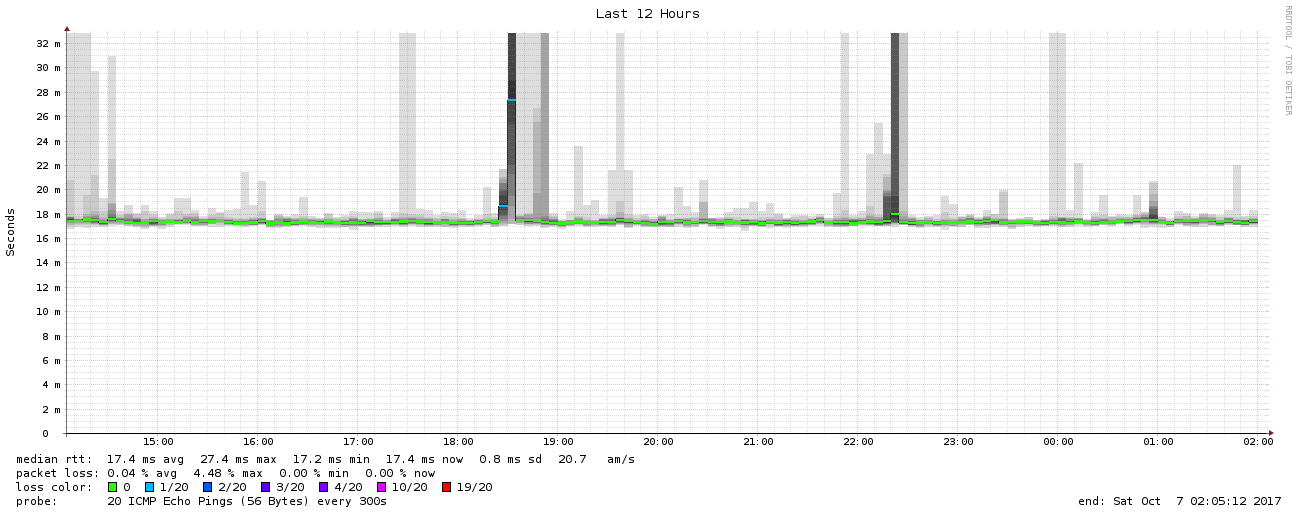 Last 12 Hours
RRDTOOL / TOBI OETIKER
Seconds
32 m
30 m
28 m
26 m
24 m
22 m
20 m
18 m
16 m
14 m
12 m
10 m
8 m
6 m
4 m
2 m
0
15:00 16:00 17:00 18:00 19:00 20:00 21:00 22:00 23:00 00:00 01:00 02:00
median rtt: 17.4 ms avg 27.4 ms max 17.2 ms min 17.4 ms now 0.8 ms sd 20.7 am/s
packet loss: 0.04 % avg 4.48 % max 0.00 % min 0.00 % now
loss color: 0 1/20 2/20 3/20 4/20 10/20 19/20
probe: 20 ICMP Echo Pings (56 Bytes) every 300s end: Sat Oct 7 02:05:12 2017